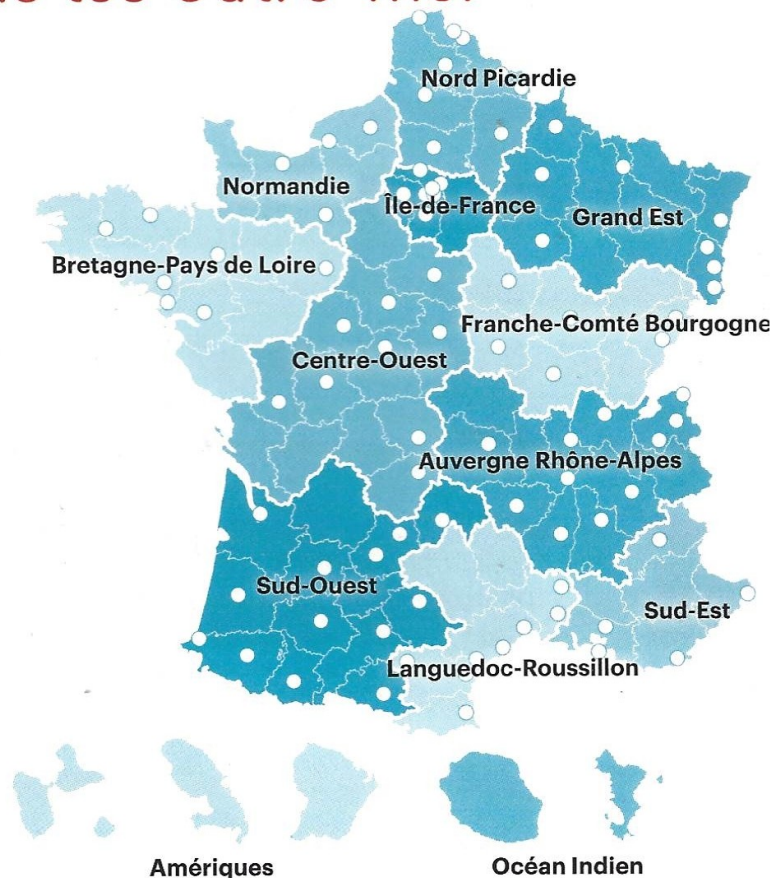 Nord Picardie
Normandie
Île-de-France
Grand Est
Bretagne-Pays de Loire
Franche-Comté Bourgogne
Centre-Ouest
Auvergne Rhône-Alpes
Sud-Ouest
Sud-Est
Languedoc-Roussillon
Amériques
Océan Indien